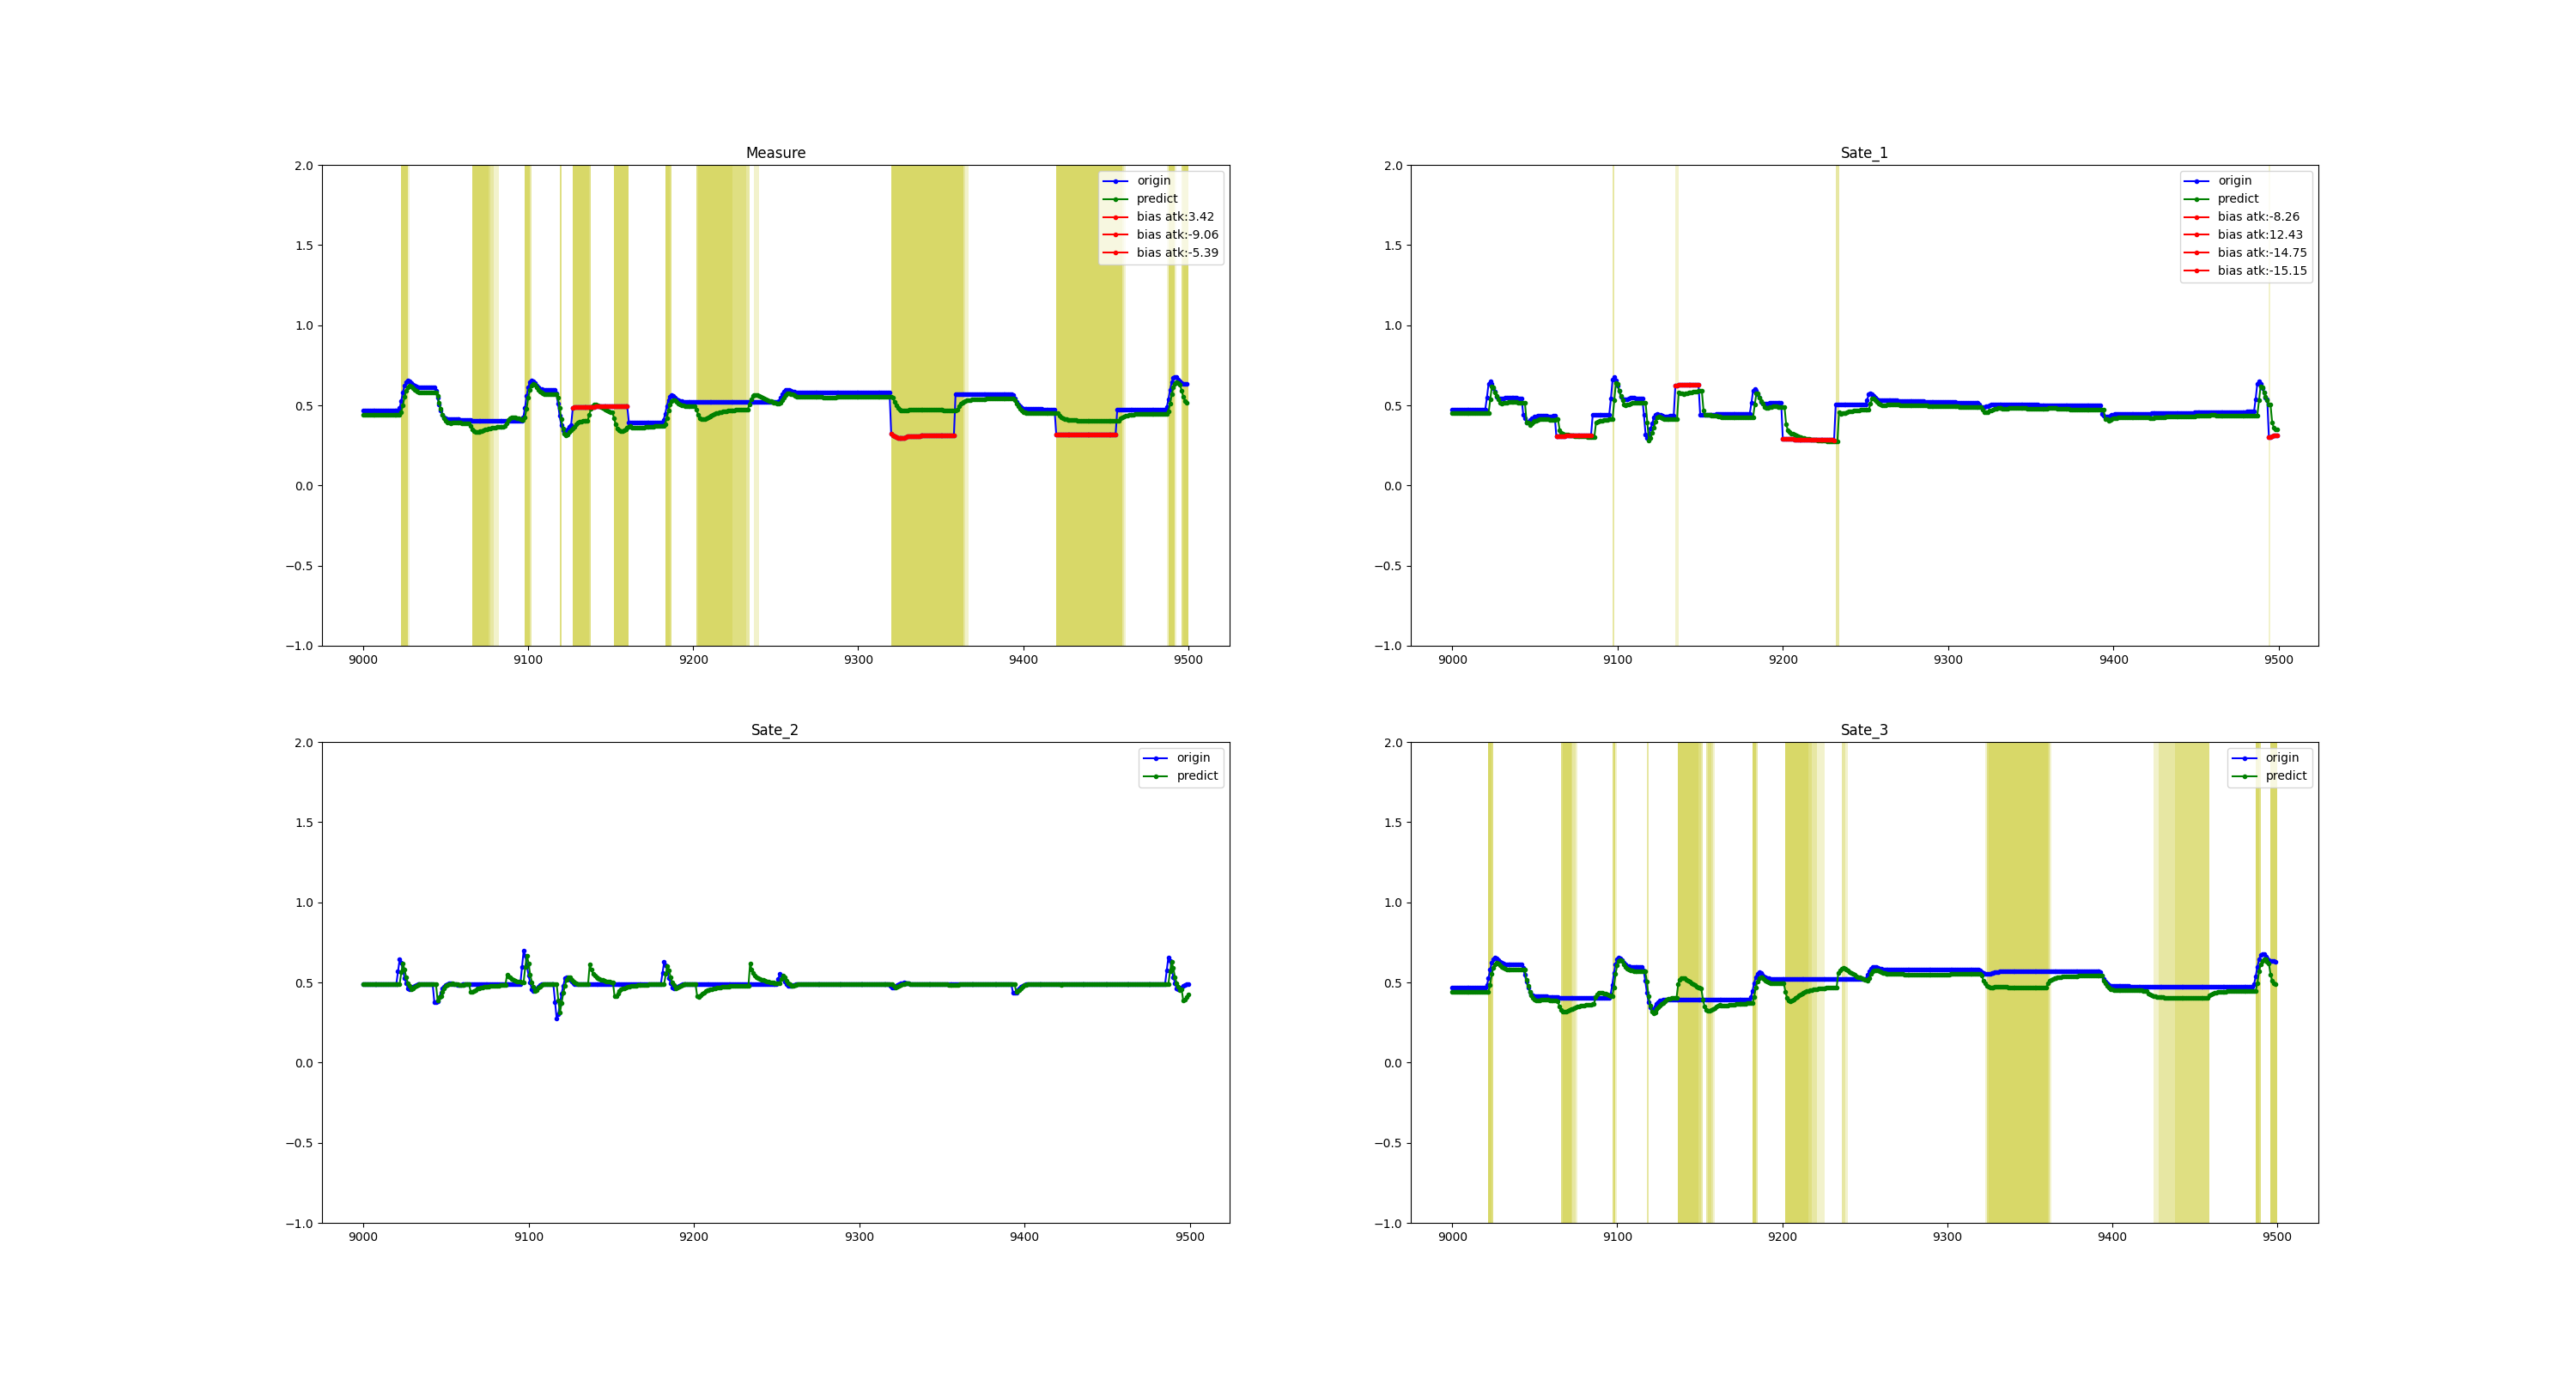 Measure
2.0
1.5
1.0
0.5
0.0
−0.5
−1.0
9000 9100 9200 9300 9400 9500
origin
predict
bias atk:3.42
bias atk:-9.06
bias atk:-5.39
Sate_1
2.0
1.5
1.0
0.5
0.0
−0.5
−1.0
9000 9100 9200 9300 9400 9500
origin
predict
bias atk:-8.26
bias atk:12.43
bias atk:-14.75
bias atk:-15.15
Sate_2
2.0
1.5
1.0
0.5
0.0
−0.5
−1.0
9000 9100 9200 9300 9400 9500
origin
predict
Sate_3
2.0
1.5
1.0
0.5
0.0
−0.5
−1.0
9000 9100 9200 9300 9400 9500
origin
predict